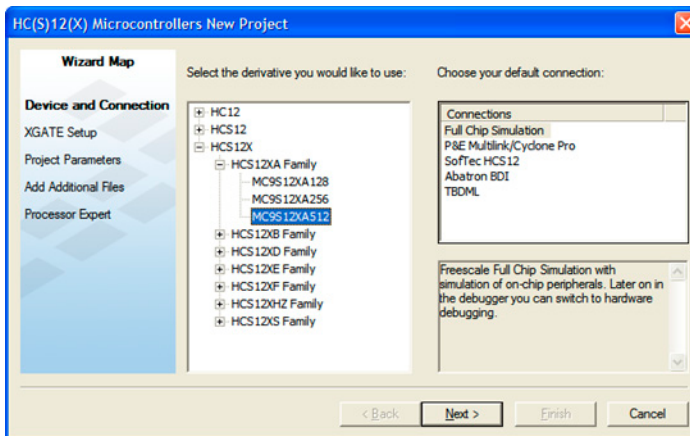 HC(S)12(X) Microcontrollers New Project
Wizard Map
Device and Connection
XGATE Setup
Project Parameters
Add Additional Files
Processor Expert
Select the derivative you would like to use:
HC12
HCS12
HCS12X
HCS12XA Family
MC9S12XA128
MC9S12XA256
MC9S12XA512
HCS12XB Family
HCS12XD Family
HCS12XE Family
HCS12XF Family
HCS12XHZ Family
HCS12XS Family
Choose your default connection:
Connections
Full Chip Simulation
P&E Multilink/Cyclone Pro
SofTec HCS12
Abatron BDI
TBDML
Freescale Full Chip Simulation with
simulation of on-chip peripherals. Later on in
the debugger you can switch to hardware
debugging.
< Back
Next >
Finish
Cancel